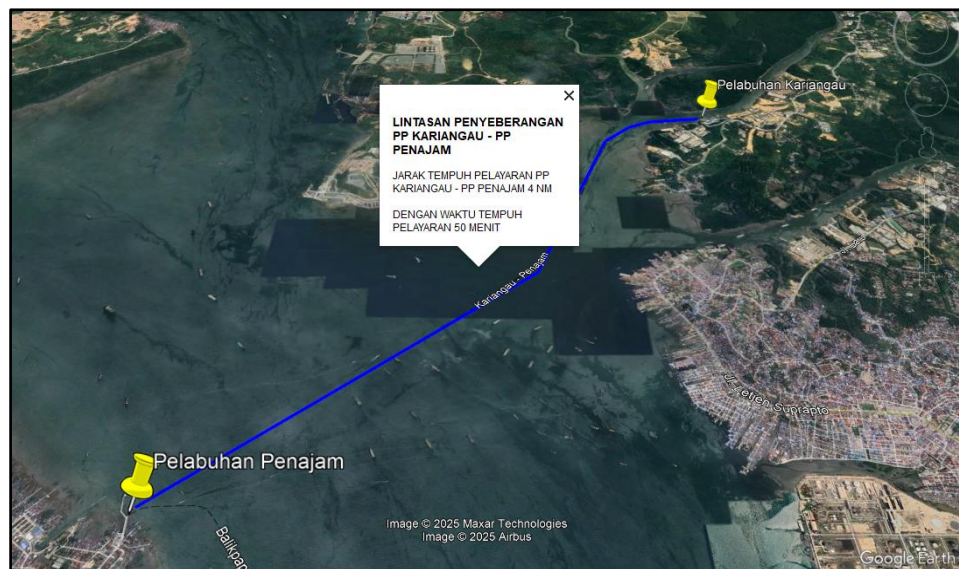 Pelabuhan Kariangau
LINTASAN PENYEBERANGAN
PP KARIANGAU - PP
PENAJAM
JARAK TEMPUH PELAYARAN PP
KARIANGAU - PP PENAJAM 4 NM
DENGAN WAKTU TEMPUH
PELAYARAN 50 MENIT
Kariangau - Penajam
Jl. Letjen Suprapto
Pelabuhan Penajam
Image © 2025 Maxar Technologies
Image © 2025 Airbus
Google Earth